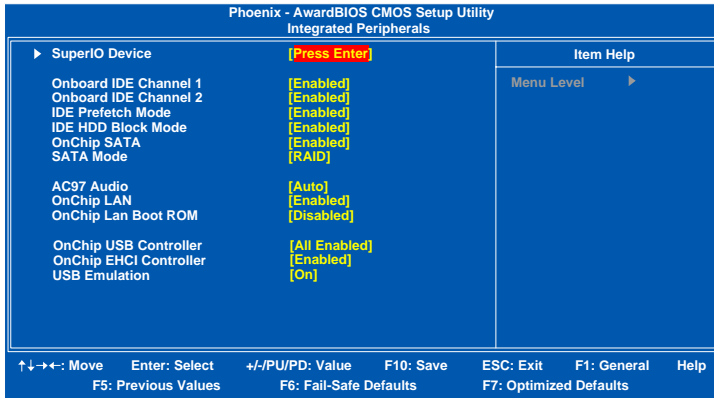 Phoenix - AwardBIOS CMOS Setup Utility
Integrated Peripherals
SuperIO Device [Press Enter]
Item Help
Menu Level
Onboard IDE Channel 1 [Enabled]
Onboard IDE Channel 2 [Enabled]
IDE Prefetch Mode [Enabled]
IDE HDD Block Mode [Enabled]
OnChip SATA [Enabled]
SATA Mode [RAID]
AC97 Audio [Auto]
OnChip LAN [Enabled]
OnChip Lan Boot ROM [Disabled]
OnChip USB Controller [All Enabled]
OnChip EHCI Controller [Enabled]
USB Emulation [On]
↑↓→←: Move Enter: Select +/-/PU/PD: Value F10: Save ESC: Exit F1: General Help
F5: Previous Values F6: Fail-Safe Defaults F7: Optimized Defaults